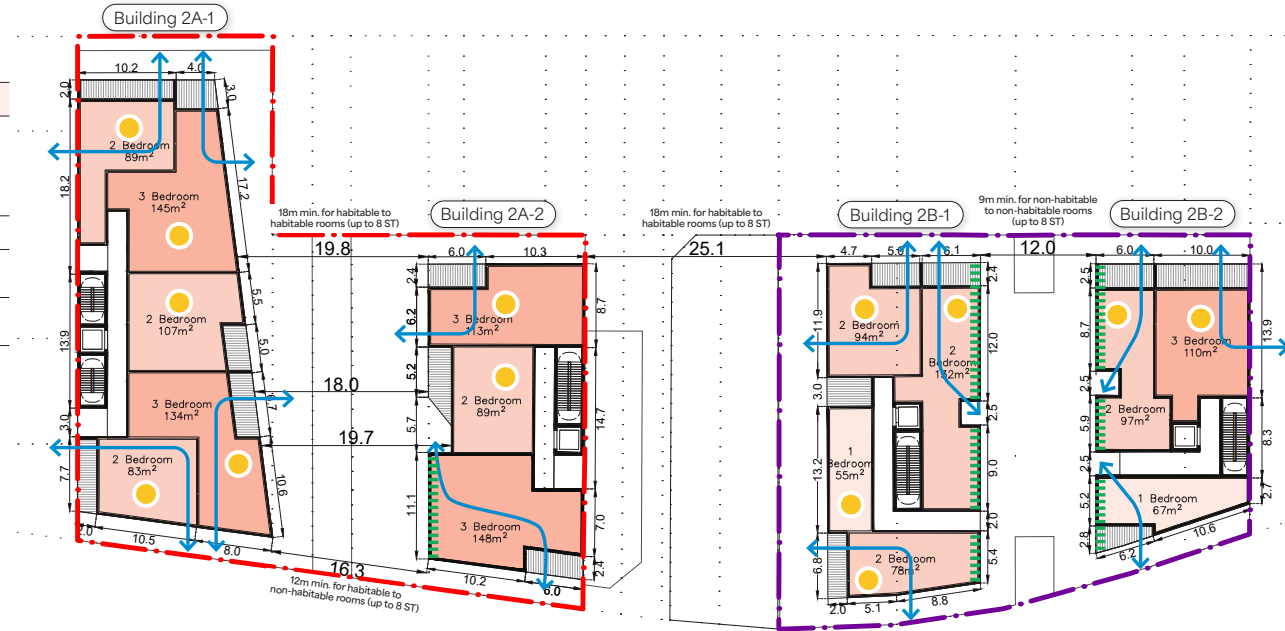 Building 2A-1
10.2
4.0
2.0
3.0
2 Bedroom
89m²
18.2
17.2
3 Bedroom
145m²
5.5
2 Bedroom
107m²
5.0
13.9
3 Bedroom
134m²
3.0
2 Bedroom
83m²
7.7
10.6
10.5
8.0
18m min. for habitable to
habitable rooms (up to 8 ST)
19.8
18.0
19.7
16.3
12m min. for habitable to
non-habitable rooms (up to 8 ST)
Building 2A-2
6.0
10.3
2.4
8.7
6.2
3 Bedroom
113m²
5.2
2 Bedroom
89m²
14.7
5.7
11.1
3 Bedroom
148m²
7.0
2.4
10.2
6.0
18m min. for habitable to
habitable rooms (up to 8 ST)
25.1
Building 2B-1
4.7
2.4
11.9
2 Bedroom
94m²
12.0
2
Bedroom
132m²
3.0
2.5
13.2
1
Bedroom
55m²
9.0
2.0
6.8
2 Bedroom
78m²
5.4
2.0
5.1
8.8
9m min. for non-habitable
to non-habitable rooms
(up to 8 ST)
12.0
Building 2B-2
6.0
10.0
2.5
13.9
8.7
3 Bedroom
110m²
2.5
2 Bedroom
97m²
5.9
8.3
2.5
1 Bedroom
67m²
5.2
2.7
2.8
6.2
10.6